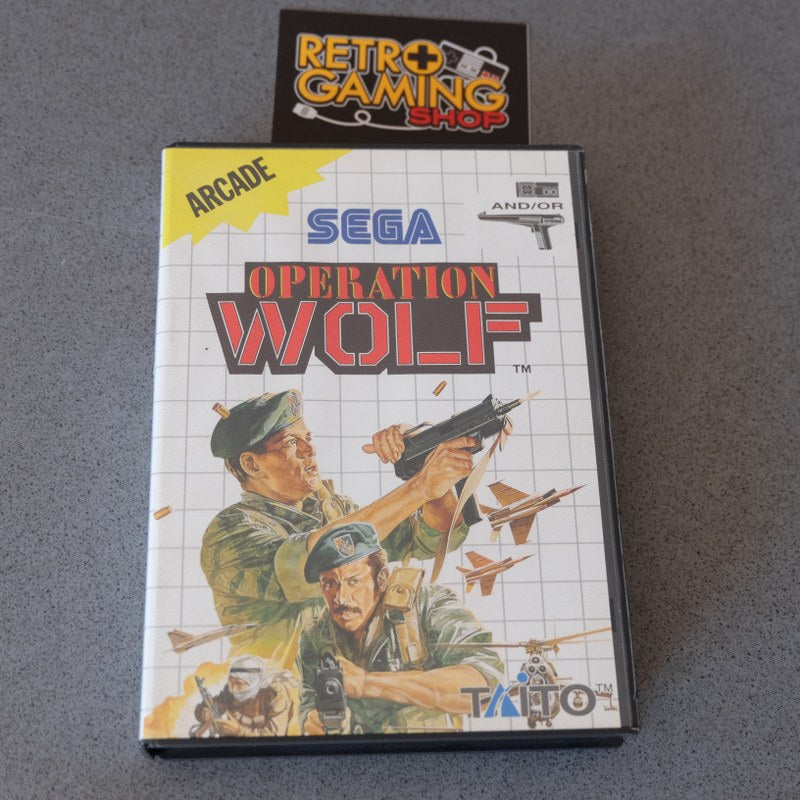 RETRO
GAMING
SHOP
ARCADE
AND/OR
SEGA
OPERATION
WOLF
TM
TAITO
TM